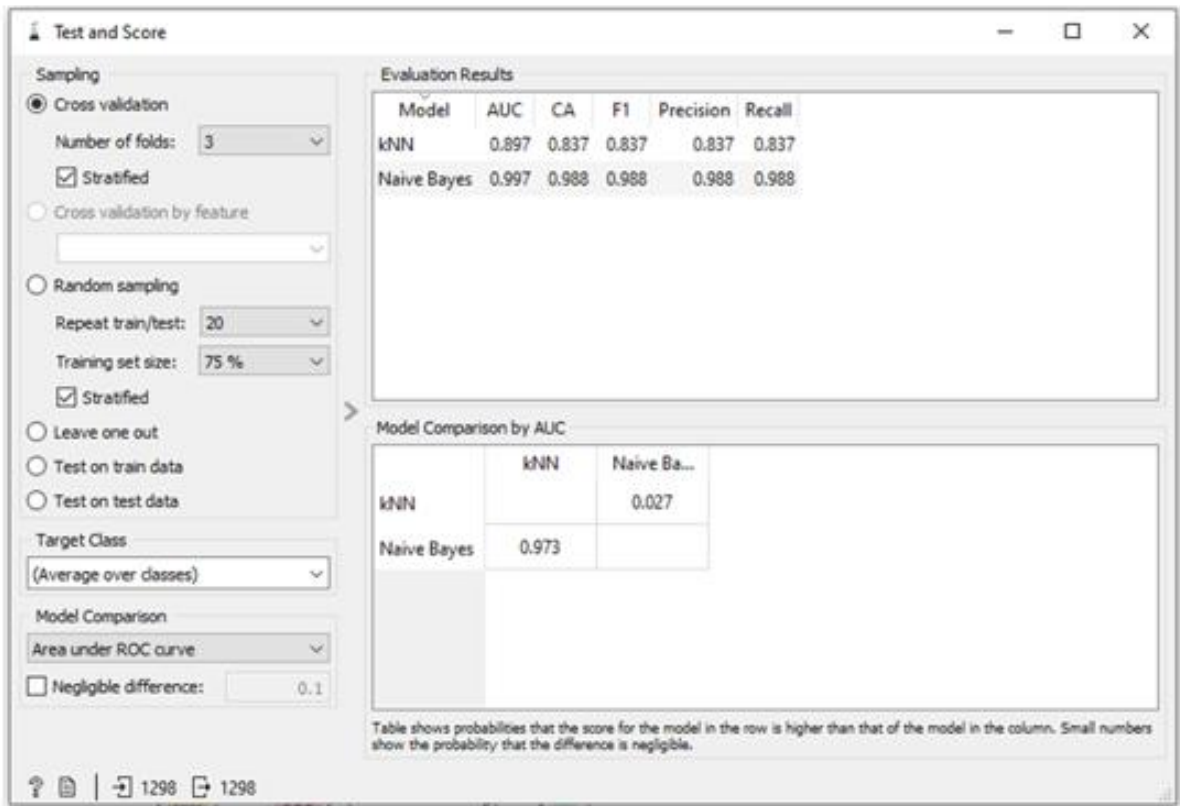 Test and Score
Sampling
Cross validation
Number of folds: 3
Stratified
Cross validation by feature
Random sampling
Repeat train/test: 20
Training set size: 75 %
Stratified
Leave one out
Test on train data
Test on test data
Target Class
(Average over classes)
Model Comparison
Area under ROC curve
Negligible difference: 0.1
Evaluation Results
Model AUC CA F1 Precision Recall
kNN 0.897 0.837 0.837 0.837 0.837
Naive Bayes 0.997 0.988 0.988 0.988 0.988
Model Comparison by AUC
kNN Naive Ba...
kNN 0.027
Naive Bayes 0.973
Table shows probabilities that the score for the model in the row is higher than that of the model in the column. Small numbers
show the probability that the difference is negligible.
? 1298 1298